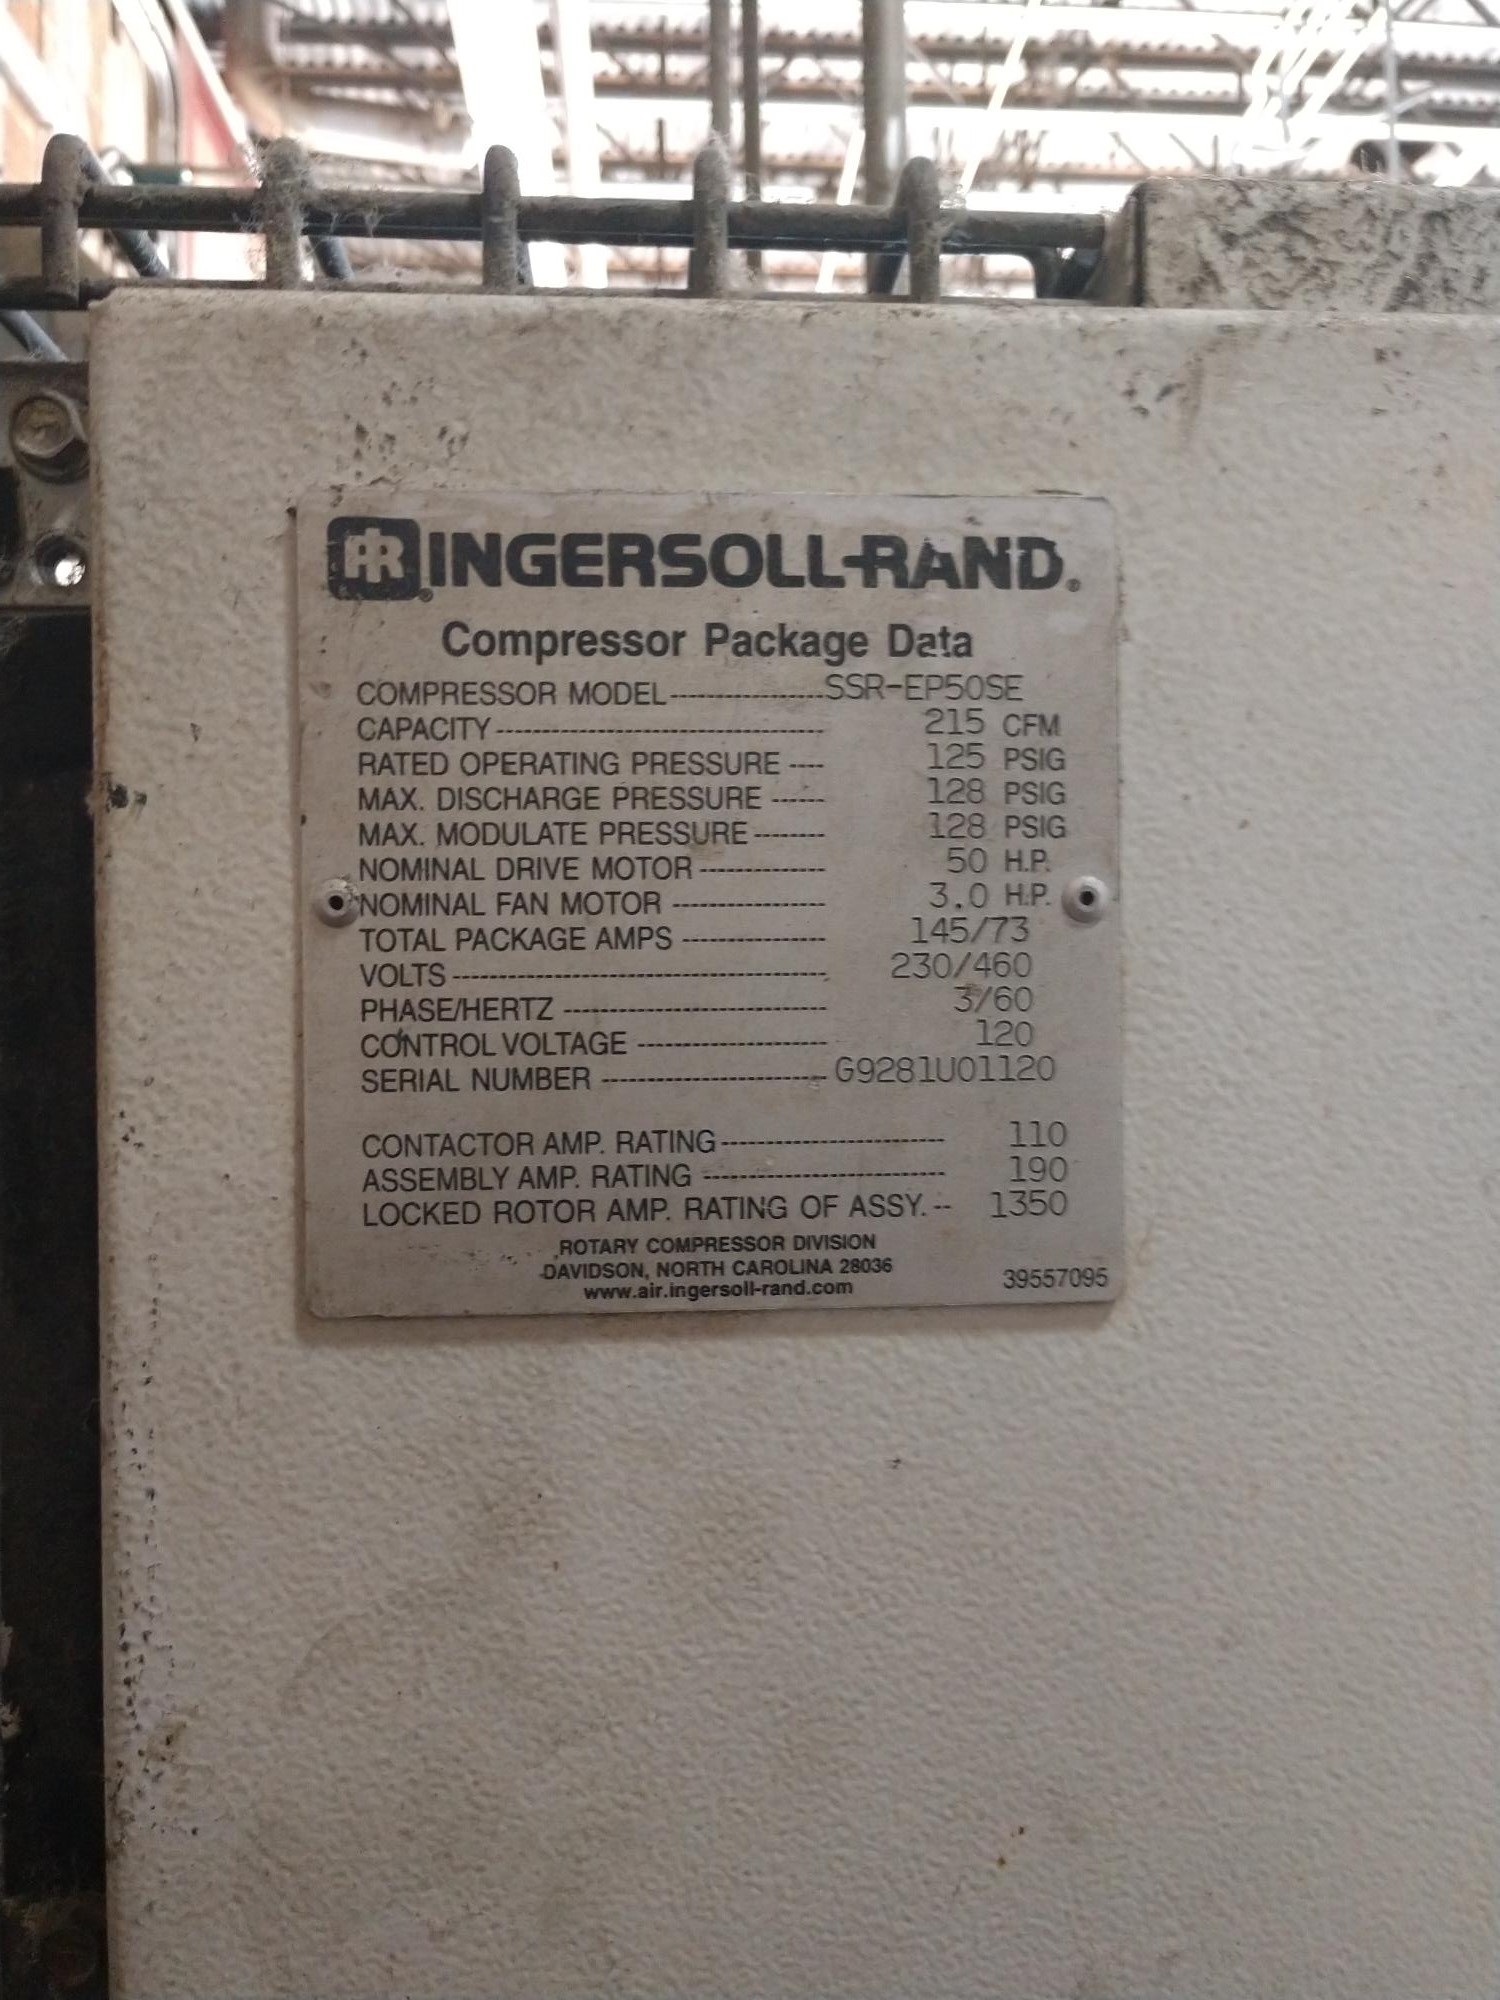 IR INGERSOLL-RAND®
Compressor Package Data
COMPRESSOR MODEL-----------------SSR-EP50SE
CAPACITY ------------------------------------ 215 CFM
RATED OPERATING PRESSURE ---- 125 PSIG
MAX. DISCHARGE PRESSURE ------ 128 PSIG
MAX. MODULATE PRESSURE-------- 128 PSIG
NOMINAL DRIVE MOTOR -------------- 50 H.P.
NOMINAL FAN MOTOR ----------------- 3.0 H.P.
TOTAL PACKAGE AMPS ---------------- 145/73
VOLTS ----------------------------------------- 230/460
PHASE/HERTZ ----------------------------- 3/60
CONTROL VOLTAGE --------------------- 120
SERIAL NUMBER ------------------------- G9281U01120
CONTACTOR AMP. RATING------------------------- 110
ASSEMBLY AMP. RATING --------------------------- 190
LOCKED ROTOR AMP. RATING OF ASSY. -- 1350
ROTARY COMPRESSOR DIVISION
DAVIDSON, NORTH CAROLINA 28036
www.air.ingersoll-rand.com
39557095